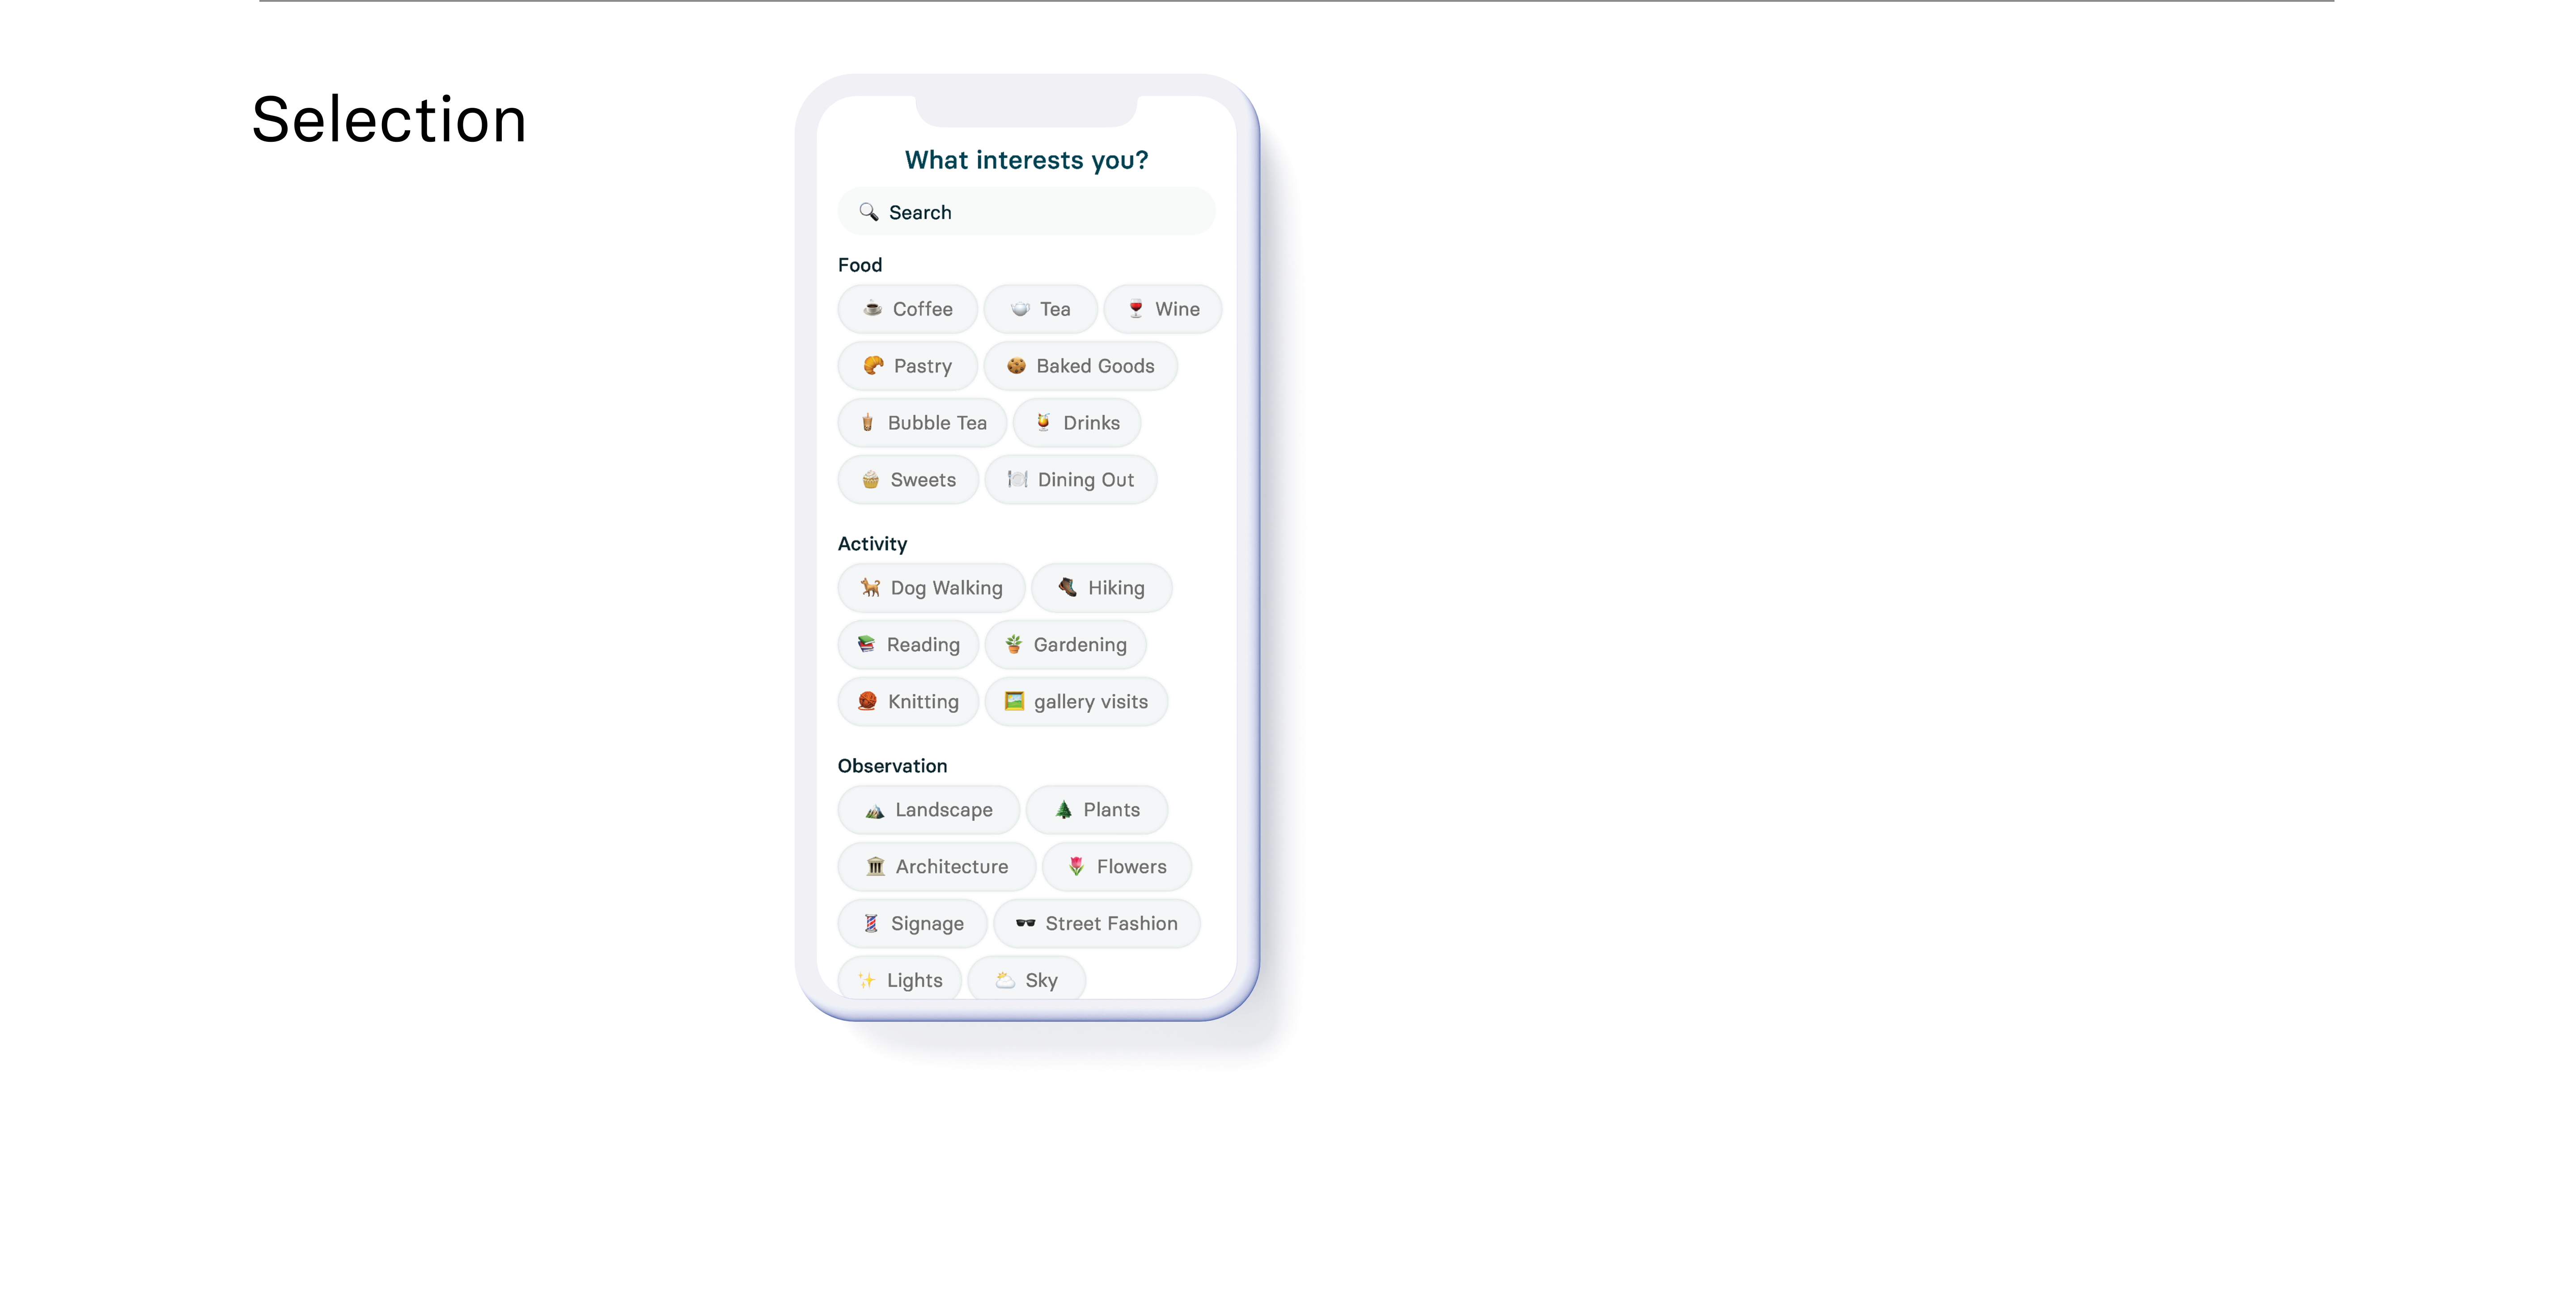 Selection
What interests you?
Search
Food
Coffee Tea Wine
Pastry Baked Goods
Bubble Tea Drinks
Sweets Dining Out
Activity
Dog Walking Hiking
Reading Gardening
Knitting gallery visits
Observation
Landscape Plants
Architecture Flowers
Signage Street Fashion
Lights Sky